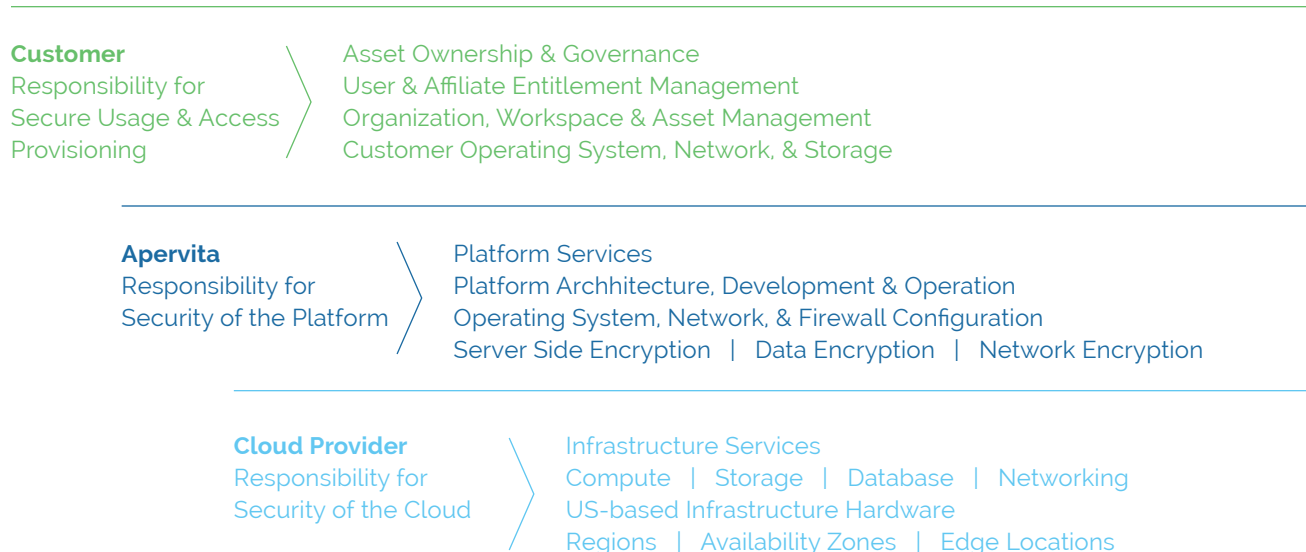 Customer
Responsibility for
Secure Usage & Access
Provisioning
Asset Ownership & Governance
User & Affiliate Entitlement Management
Organization, Workspace & Asset Management
Customer Operating System, Network, & Storage
Apervita
Responsibility for
Security of the Platform
Platform Services
Platform Archhitecture, Development & Operation
Operating System, Network, & Firewall Configuration
Server Side Encryption | Data Encryption | Network Encryption
Cloud Provider
Responsibility for
Security of the Cloud
Infrastructure Services
Compute | Storage | Database | Networking
US-based Infrastructure Hardware
Regions | Availability Zones | Edge Locations